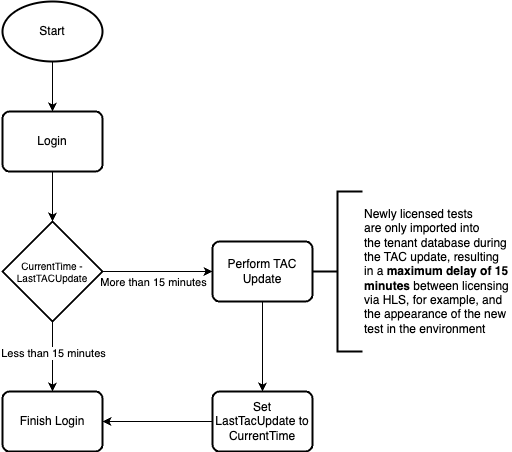 Start
Login
CurrentTime -
LastTACUpdate
More than 15 minutes
Perform TAC
Update
Newly licensed tests
are only imported into
the tenant database during
the TAC update, resulting
in a maximum delay of 15
minutes between licensing
via HLS, for example, and
the appearance of the new
test in the environment
Less than 15 minutes
Finish Login
Set
LastTacUpdate to
CurrentTime